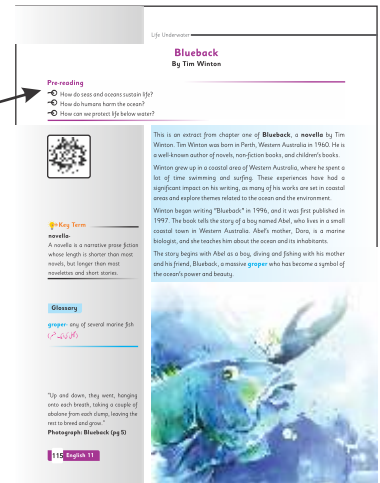 Life Underwater
Blueback
By Tim Winton
Pre-reading
How do seas and oceans sustain life?
How do humans harm the ocean?
How can we protect life below water?
This is an extract from chapter one of Blueback, a novella by Tim
Winton. Tim Winton was born in Perth, Western Australia in 1960. He is
a well-known author of novels, non-fiction books, and children's books.
Winton grew up in a coastal area of Western Australia, where he spent a
lot of time swimming and surfing. These experiences have had a
significant impact on his writing, as many of his works are set in coastal
areas and explore themes related to the ocean and the environment.
Winton began writing "Blueback" in 1996, and it was first published in
1997. The book tells the story of a boy named Abel, who lives in a small
coastal town in Western Australia. Abel's mother, Dora, is a marine
biologist, and she teaches him about the ocean and its inhabitants.
The story begins with Abel as a boy, diving and fishing with his mother
and his friend, Blueback, a massive groper who has become a symbol of
the ocean's power and beauty.
Key Term
novella-
A novella is a narrative prose fiction
whose length is shorter than most
novels, but longer than most
novelettes and short stories.
Glossary
groper- any of several marine fish
"Up and down, they went, hanging
onto each breath, taking a couple of
abalone from each clump, leaving the
rest to breed and grow."
Photograph: Blueback (pg 5)
115 English 11